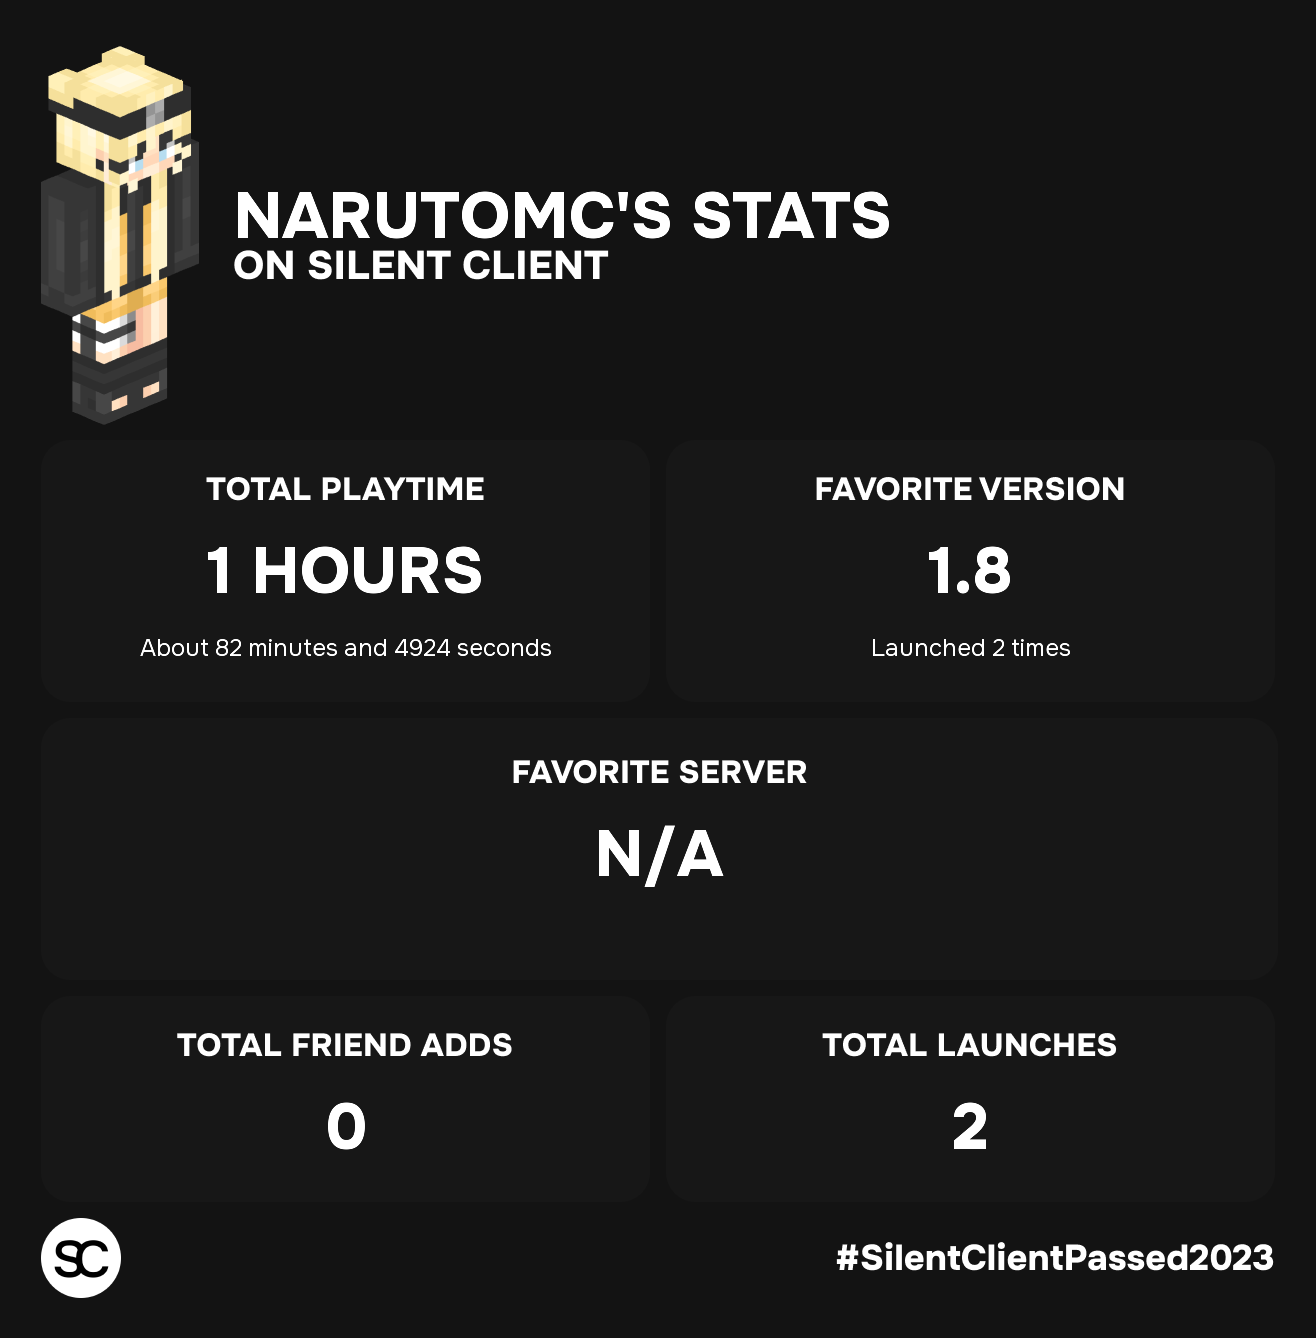 NARUTOMC'S STATS
ON SILENT CLIENT
TOTAL PLAYTIME
1 HOURS
About 82 minutes and 4924 seconds
FAVORITE VERSION
1.8
Launched 2 times
FAVORITE SERVER
N/A
TOTAL FRIEND ADDS
0
TOTAL LAUNCHES
2
SC
#SilentClientPassed2023